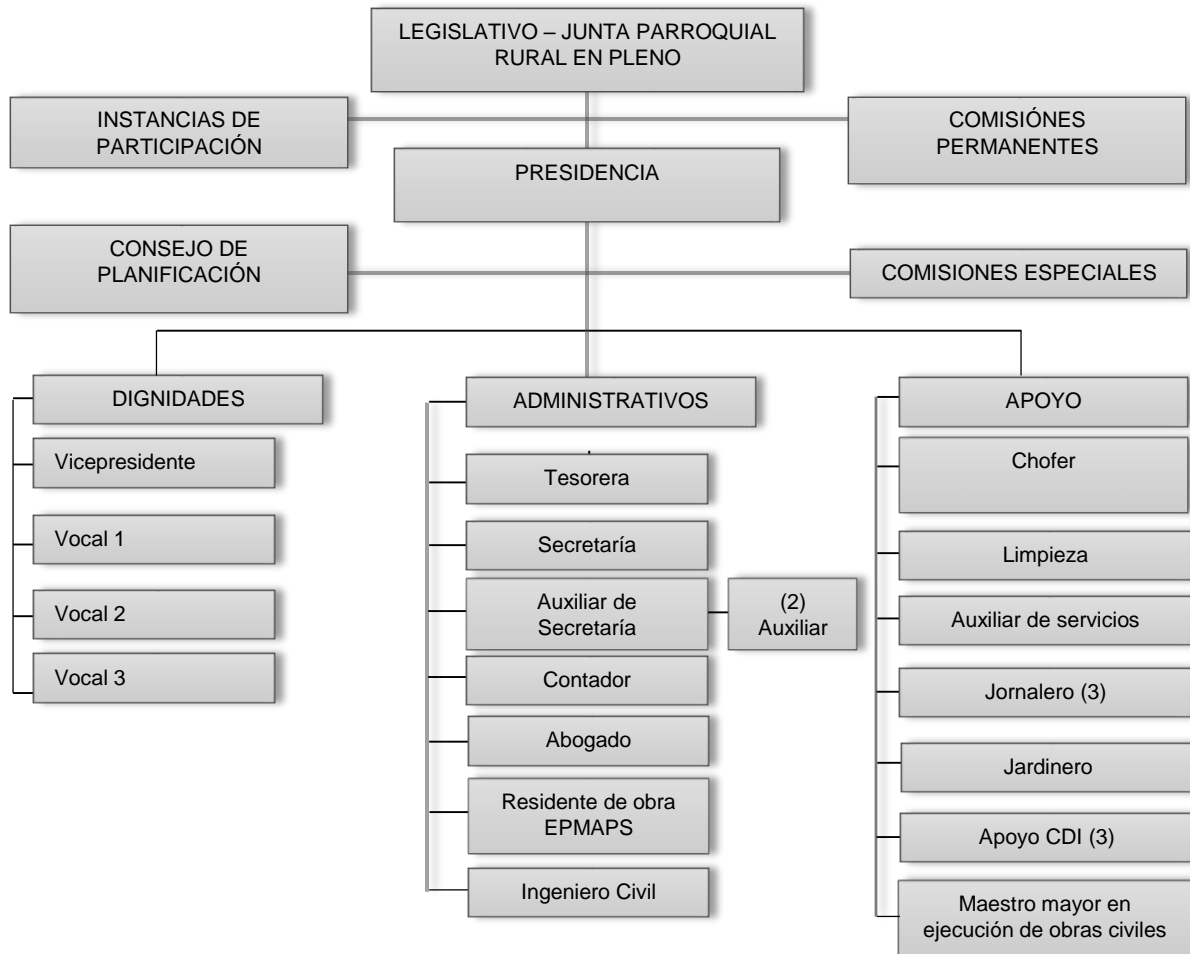 LEGISLATIVO – JUNTA PARROQUIAL
RURAL EN PLENO
INSTANCIAS DE
PARTICIPACIÓN
COMISIÓNES
PERMANENTES
PRESIDENCIA
CONSEJO DE
PLANIFICACIÓN
COMISIONES ESPECIALES
DIGNIDADES
Vicepresidente
Vocal 1
Vocal 2
Vocal 3
ADMINISTRATIVOS
Tesorera
Secretaría
Auxiliar de
Secretaría
(2)
Auxiliar
Contador
Abogado
Residente de obra
EPMAPS
Ingeniero Civil
APOYO
Chofer
Limpieza
Auxiliar de servicios
Jornalero (3)
Jardinero
Apoyo CDI (3)
Maestro mayor en
ejecución de obras civiles